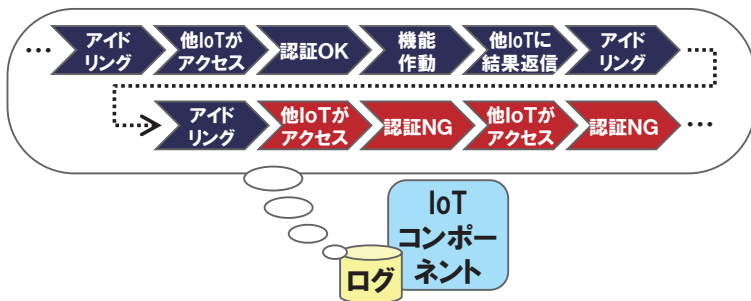 … アイドリング 他IoTがアクセス 認証OK 機能作動 他IoTに結果返信 アイドリング
アイドリング 他IoTがアクセス 認証NG 他IoTがアクセス 認証NG …
IoT
コンポー
ネント
ログ